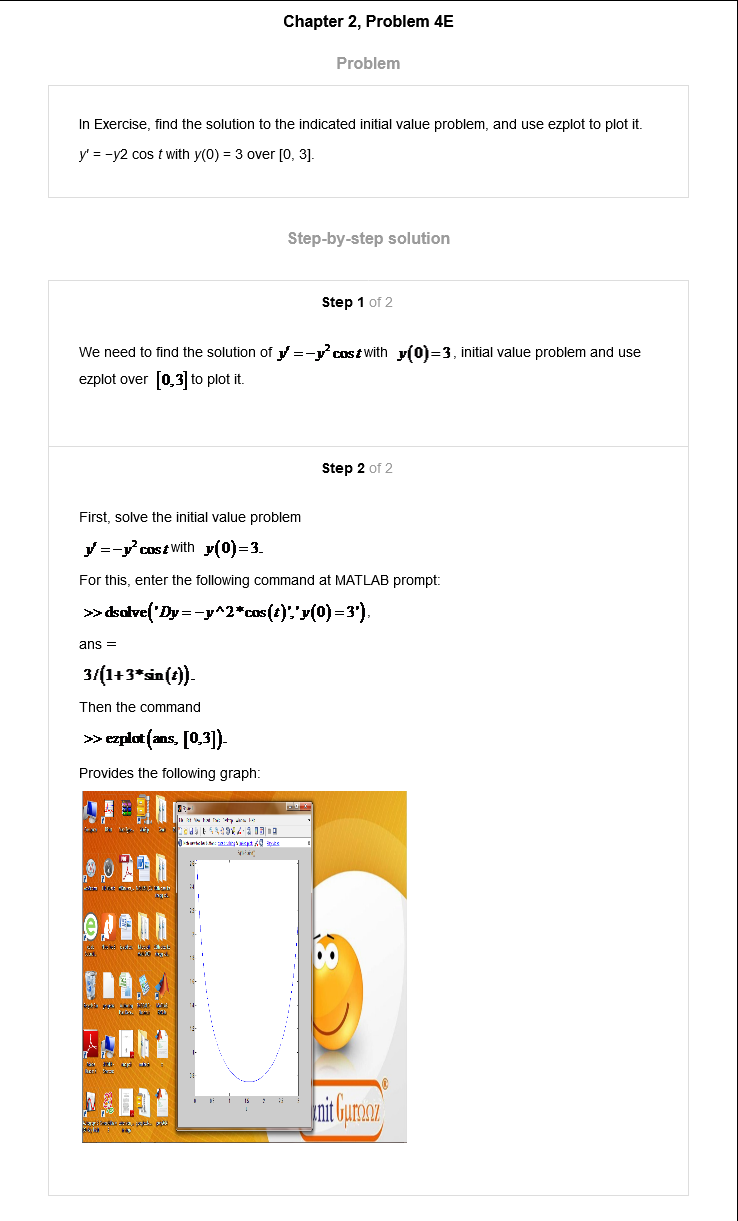 Chapter 2, Problem 4E
Problem
In Exercise, find the solution to the indicated initial value problem, and use ezplot to plot it.
y′ = −y2 cos t with y(0) = 3 over [0, 3].
Step-by-step solution
Step 1 of 2
We need to find the solution of y′ = −y² cos t with y(0) = 3, initial value problem and use
ezplot over [0,3] to plot it.
Step 2 of 2
First, solve the initial value problem
y′ = −y² cos t with y(0) = 3.
For this, enter the following command at MATLAB prompt:
>> dsolve('Dy = −y^2*cos(t)','y(0) = 3'),
ans =
3/(1+3*sin(t)).
Then the command
>> ezplot(ans, [0,3]).
Provides the following graph:
nit Gurooz